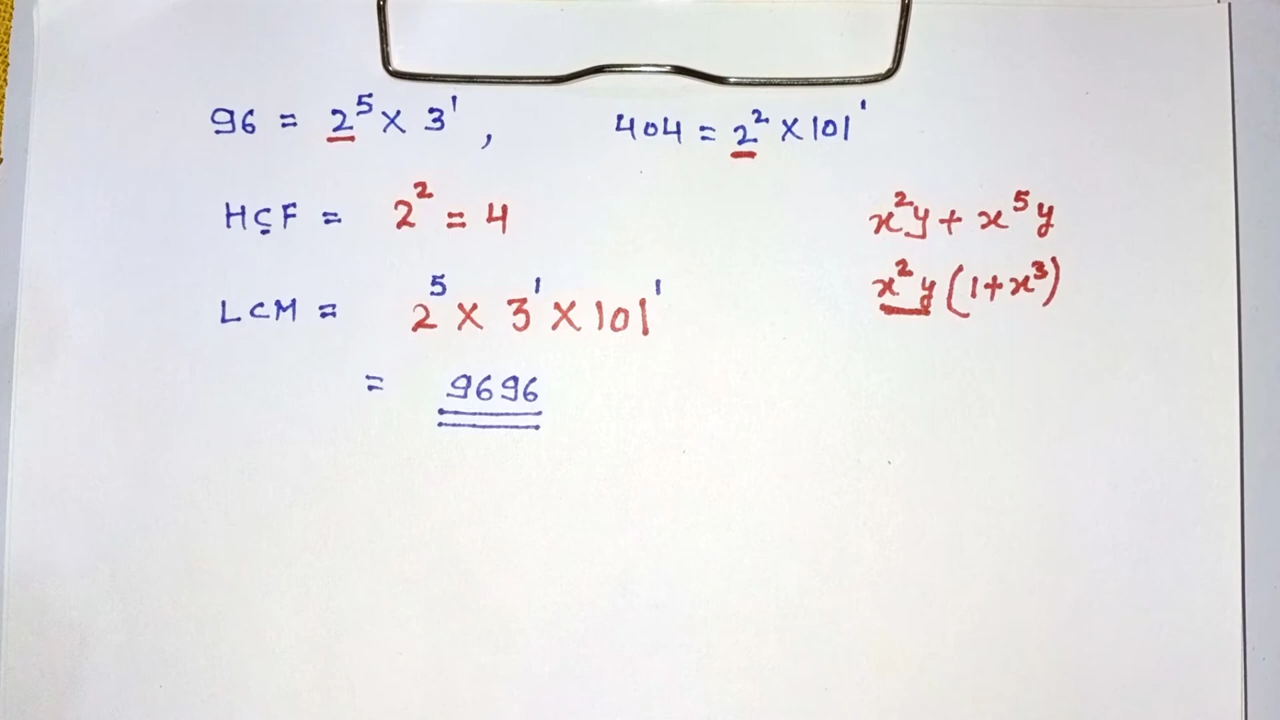 96 = 2⁵ × 3¹ , 404 = 2² × 101¹
HCF = 2² = 4
x²y + x⁵y
x²y (1+x³)
LCM = 2⁵ × 3¹ × 101¹
= 9696